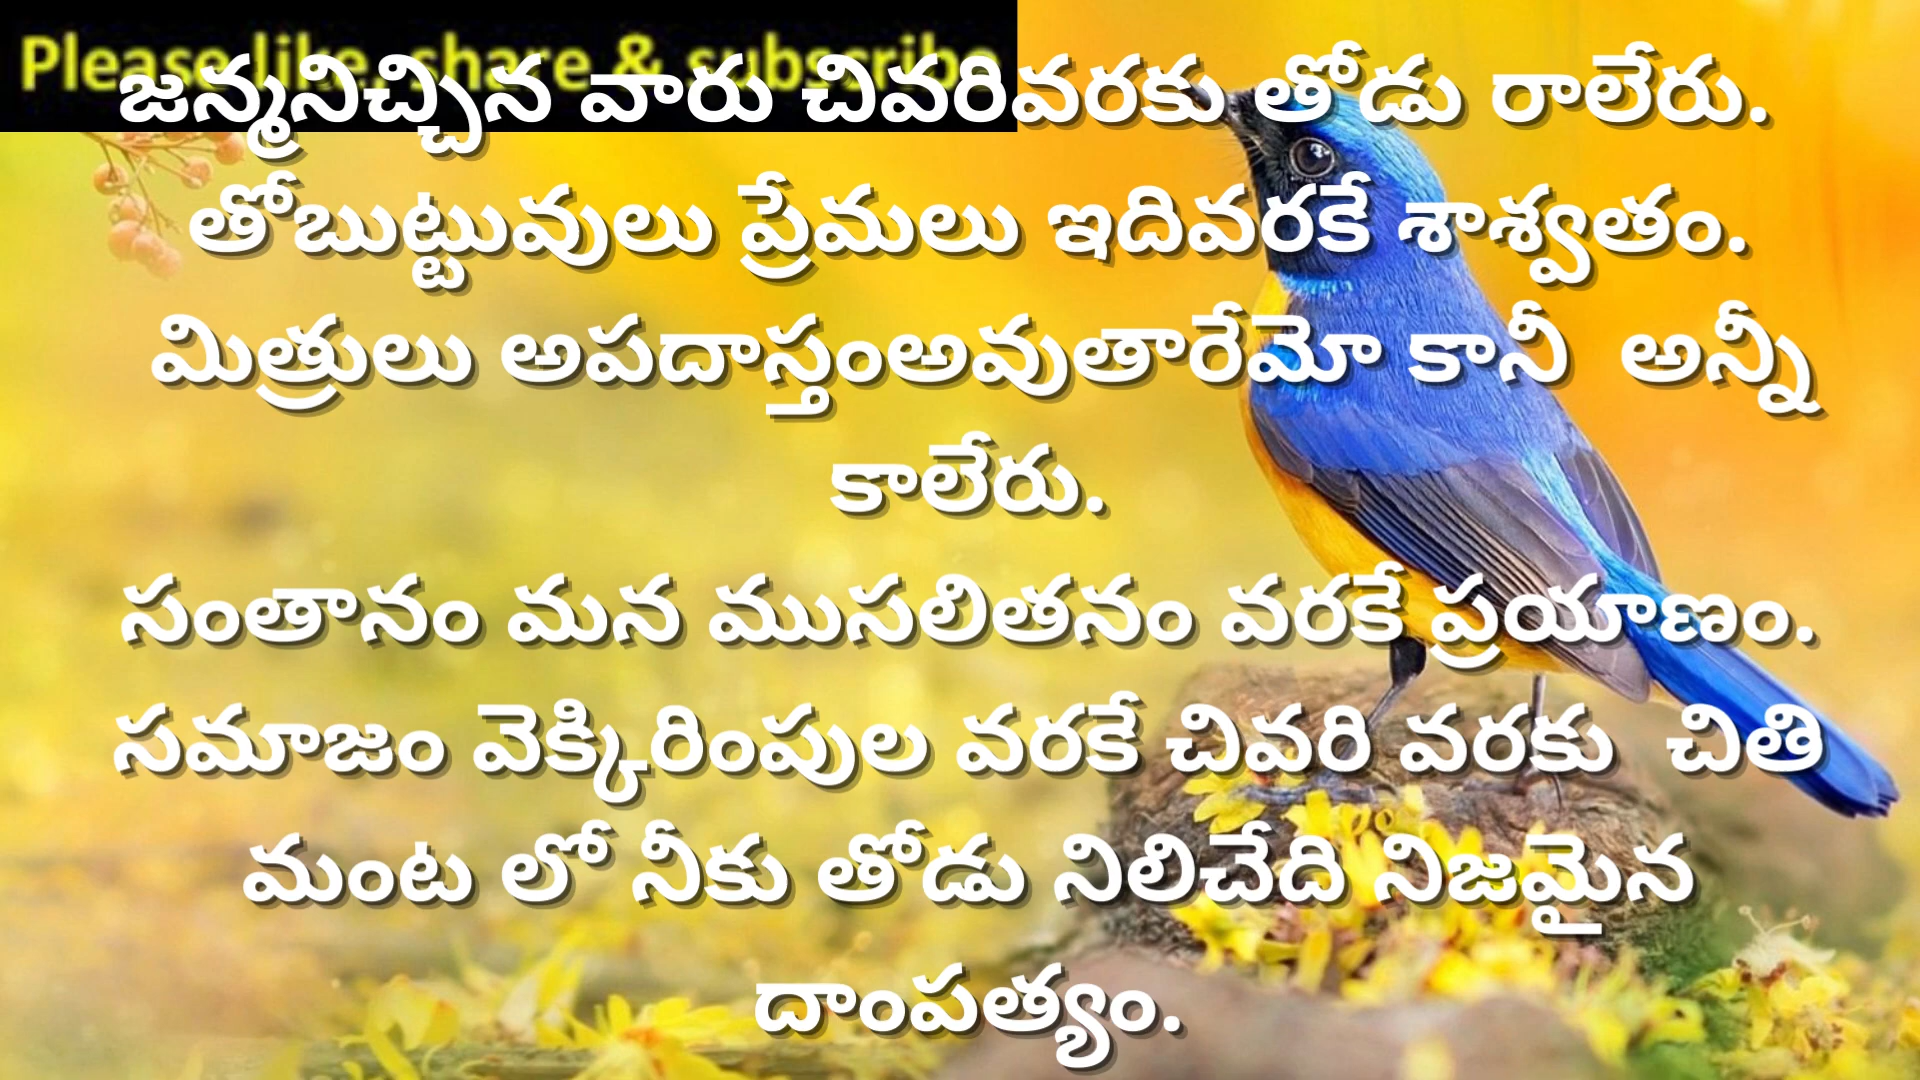 Please like, share & subscribe
జన్మనిచ్చిన వారు చివరివరకు తోడు రాలేరు.
తోబుట్టువులు ప్రేమలు ఇదివరకే శాశ్వతం.
మిత్రులు అపదాస్తంఅవుతారేమో కానీ అన్నీ
కాలేరు.
సంతానం మన ముసలితనం వరకే ప్రయాణం.
సమాజం వెక్కిరింపుల వరకే చివరి వరకు చితి
మంట లో నీకు తోడు నిలిచేది నిజమైన
దాంపత్యం.